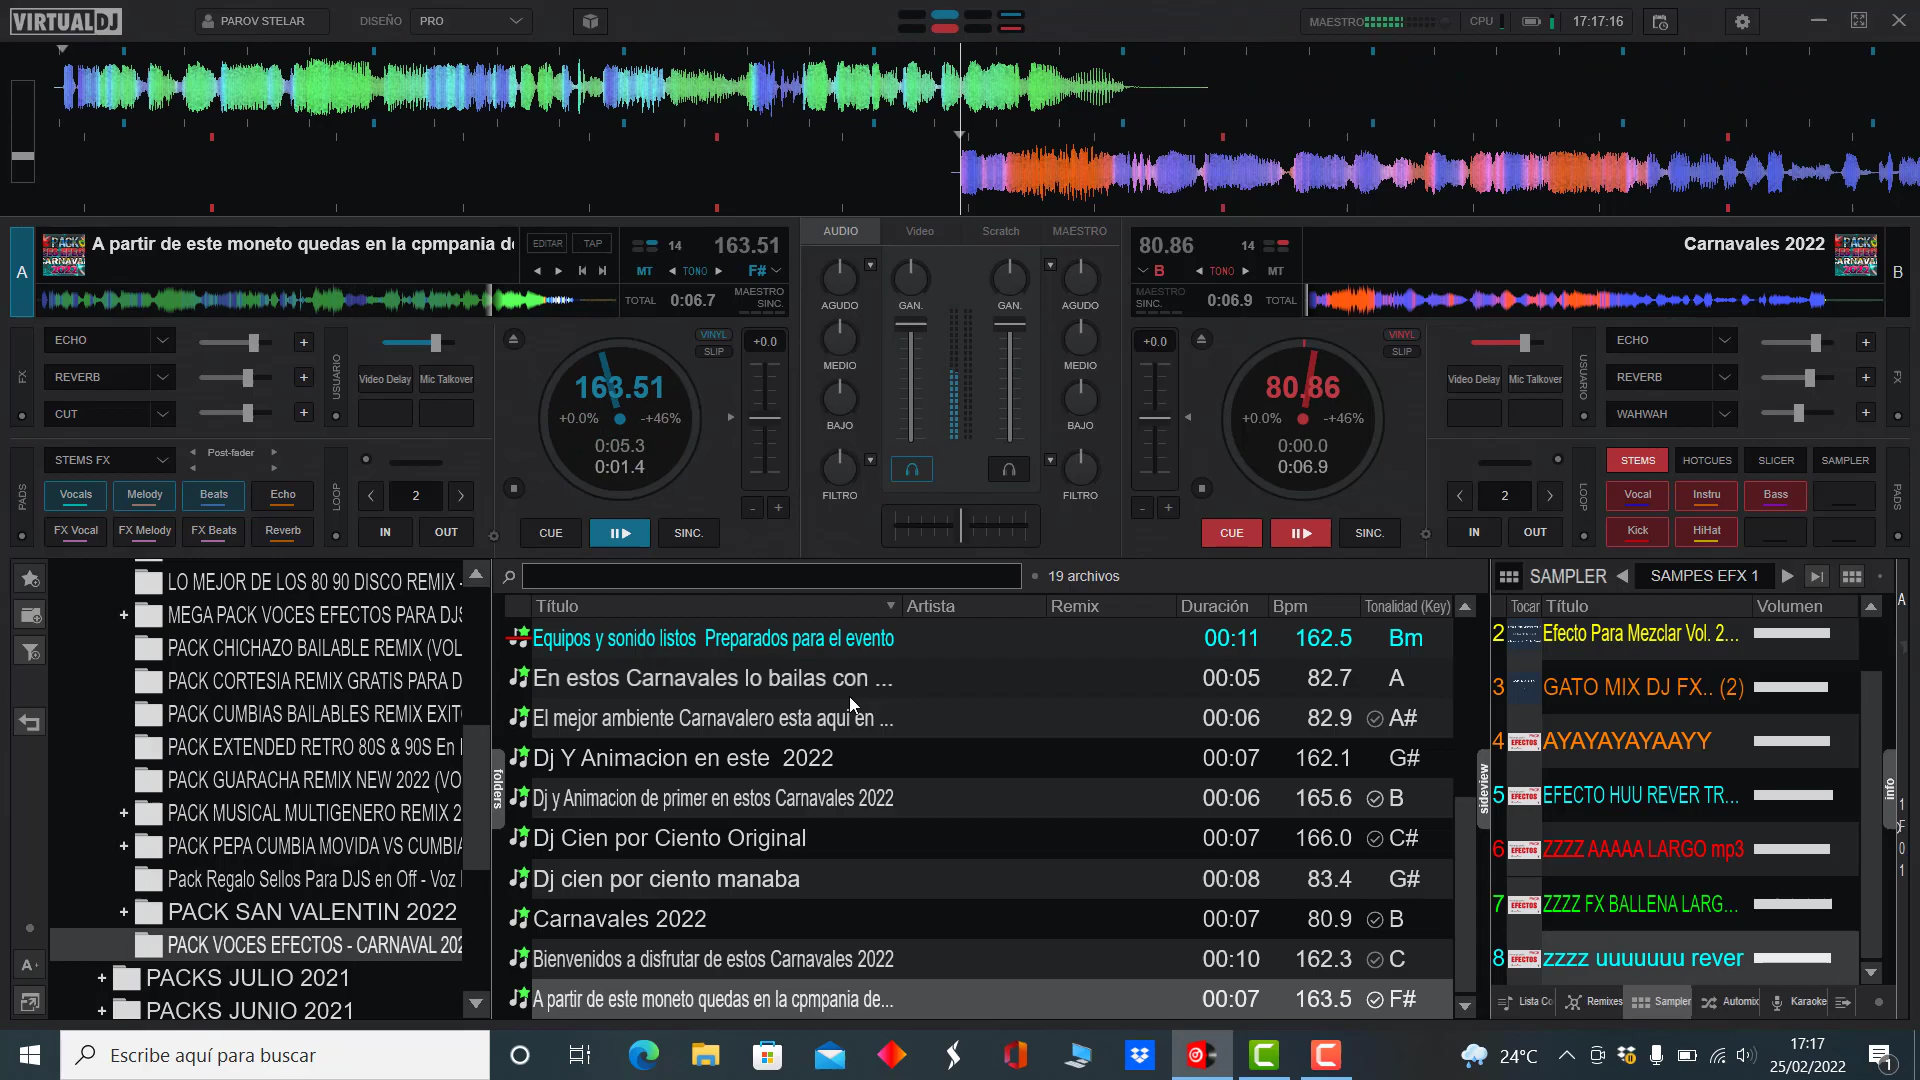 VIRTUALDJ
PAROV STELAR
DISEÑO
PRO
MAESTRO
CPU
17:17:16
A
A partir de este moneto quedas en la cpmpania d
EDITAR
TAP
14
163.51
MT
TONO
F#
TOTAL
0:06.7
MAESTRO
SINC.
AUDIO
Video
Scratch
MAESTRO
80.86
14
B
TONO
MT
MAESTRO
SINC.
0:06.9
TOTAL
Carnavales 2022
B
FX
ECHO
REVERB
CUT
USUARIO
Video Delay
Mic Talkover
VINYL
SLIP
163.51
+0.0%
-+46%
0:05.3
0:01.4
+0.0
AGUDO
GAN.
GAN.
AGUDO
MEDIO
MEDIO
BAJO
BAJO
FILTRO
FILTRO
+0.0
VINYL
SLIP
80.86
+0.0%
-+46%
0:00.0
0:06.9
Video Delay
Mic Talkover
USUARIO
ECHO
REVERB
WAHWAH
FX
PADS
STEMS FX
Post-fader
Vocals
Melody
Beats
Echo
FX Vocal
FX Melody
FX Beats
Reverb
LOOP
2
IN
OUT
CUE
SINC.
CUE
SINC.
2
IN
OUT
LOOP
STEMS
HOTCUES
SLICER
SAMPLER
Vocal
Instru
Bass
Kick
HiHat
PADS
LO MEJOR DE LOS 80 90 DISCO REMIX -
MEGA PACK VOCES EFECTOS PARA DJS
PACK CHICHAZO BAILABLE REMIX (VOL
PACK CORTESIA REMIX GRATIS PARA D
PACK CUMBIAS BAILABLES REMIX EXIT
PACK EXTENDED RETRO 80S & 90S En
PACK GUARACHA REMIX NEW 2022 (VO
PACK MUSICAL MULTIGENERO REMIX 2
PACK PEPA CUMBIA MOVIDA VS CUMBIA
Pack Regalo Sellos Para DJS en Off - Voz
PACK SAN VALENTIN 2022
PACK VOCES EFECTOS - CARNAVAL 202
PACKS JULIO 2021
PACKS JUNIO 2021
folders
19 archivos
Título Artista Remix Duración Bpm Tonalidad (Key)
Equipos y sonido listos Preparados para el evento 00:11 162.5 Bm
En estos Carnavales lo bailas con ... 00:05 82.7 A
El mejor ambiente Carnavalero esta aqui en ... 00:06 82.9 A#
Dj Y Animacion en este 2022 00:07 162.1 G#
Dj y Animacion de primer en estos Carnavales 2022 00:06 165.6 B
Dj Cien por Ciento Original 00:07 166.0 C#
Dj cien por ciento manaba 00:08 83.4 G#
Carnavales 2022 00:07 80.9 B
Bienvenidos a disfrutar de estos Carnavales 2022 00:10 162.3 C
A partir de este moneto quedas en la cpmpania de... 00:07 163.5 F#
sideview
SAMPLER
SAMPES EFX 1
Tocar Título Volumen
2 Efecto Para Mezclar Vol. 2...
3 GATO MIX DJ FX.. (2)
4 AYAYAYAYAAYY
5 EFECTO HUU REVER TR...
6 ZZZZ AAAAA LARGO mp3
7 ZZZZ FX BALLENA LARG...
8 zzzz uuuuuuu rever
Lista Co
Remixes
Sampler
Automix
Karaoke
info
Escribe aquí para buscar
24°C
17:17
25/02/2022
1